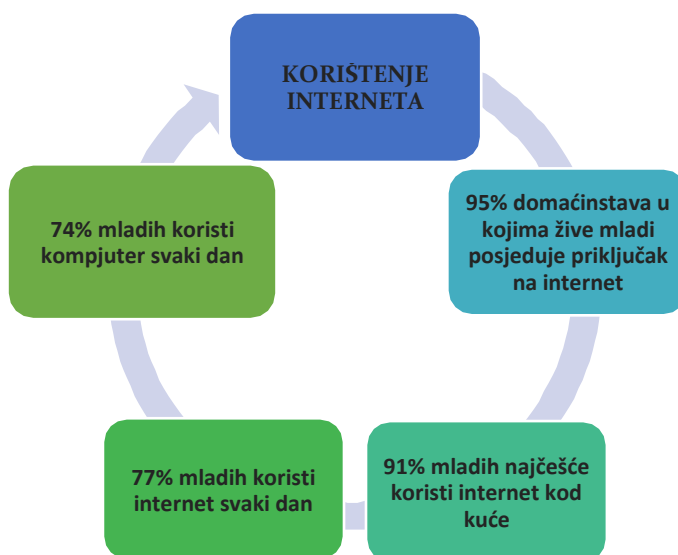 KORIŠTENJE
INTERNETA
95% domaćinstava u
kojima žive mladi
posjeduje priključak
na internet
91% mladih najčešće
koristi internet kod
kuće
77% mladih koristi
internet svaki dan
74% mladih koristi
kompjuter svaki dan